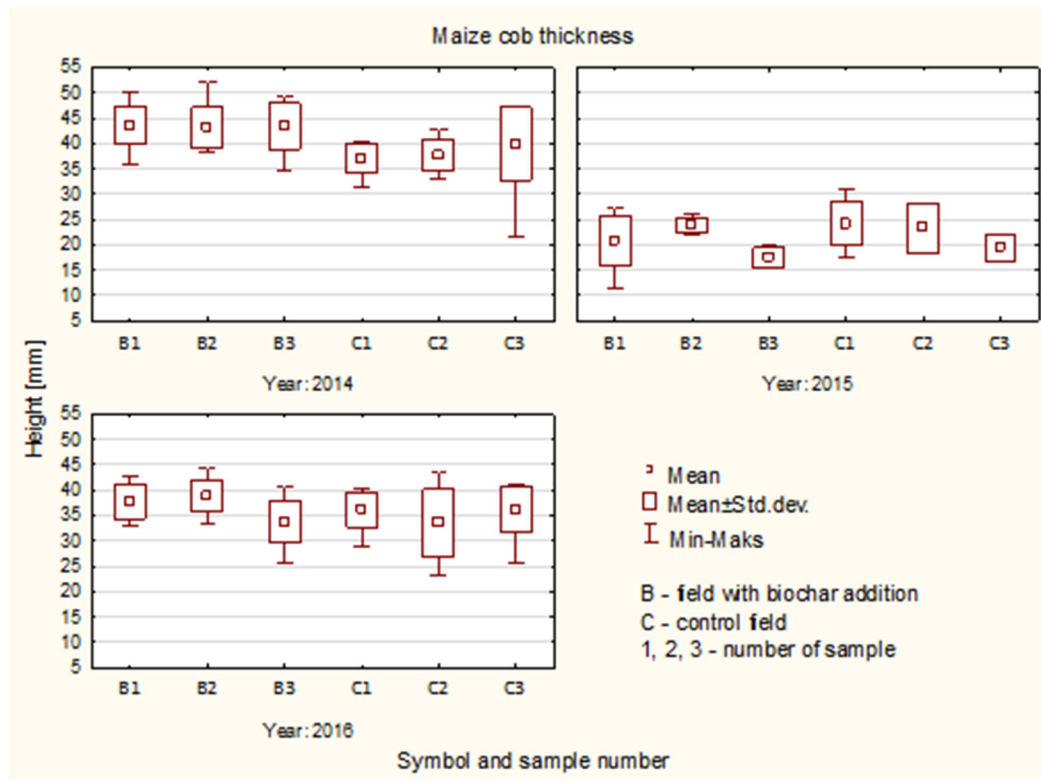 Maize cob thickness
Height [mm]
55
50
45
40
35
30
25
20
15
10
5
B1 B2 B3 C1 C2 C3
Year: 2014
B1 B2 B3 C1 C2 C3
Year: 2015
55
50
45
40
35
30
25
20
15
10
5
B1 B2 B3 C1 C2 C3
Year: 2016
Mean
Mean±Std.dev.
Min-Maks
B - field with biochar addition
C - control field
1, 2, 3 - number of sample
Symbol and sample number